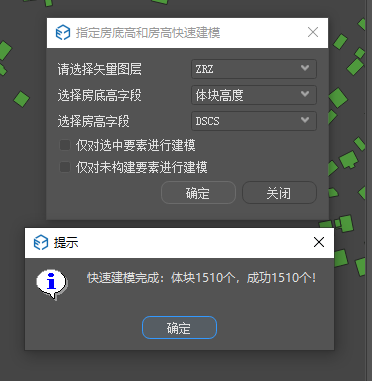 指定房底高和房高快速建模
请选择矢量图层 ZRZ
选择房底高字段 体块高度
选择房高字段 DSCS
仅对选中要素进行建模
仅对未构建要素进行建模
确定 关闭
提示
快速建模完成：体块1510个，成功1510个!
确定